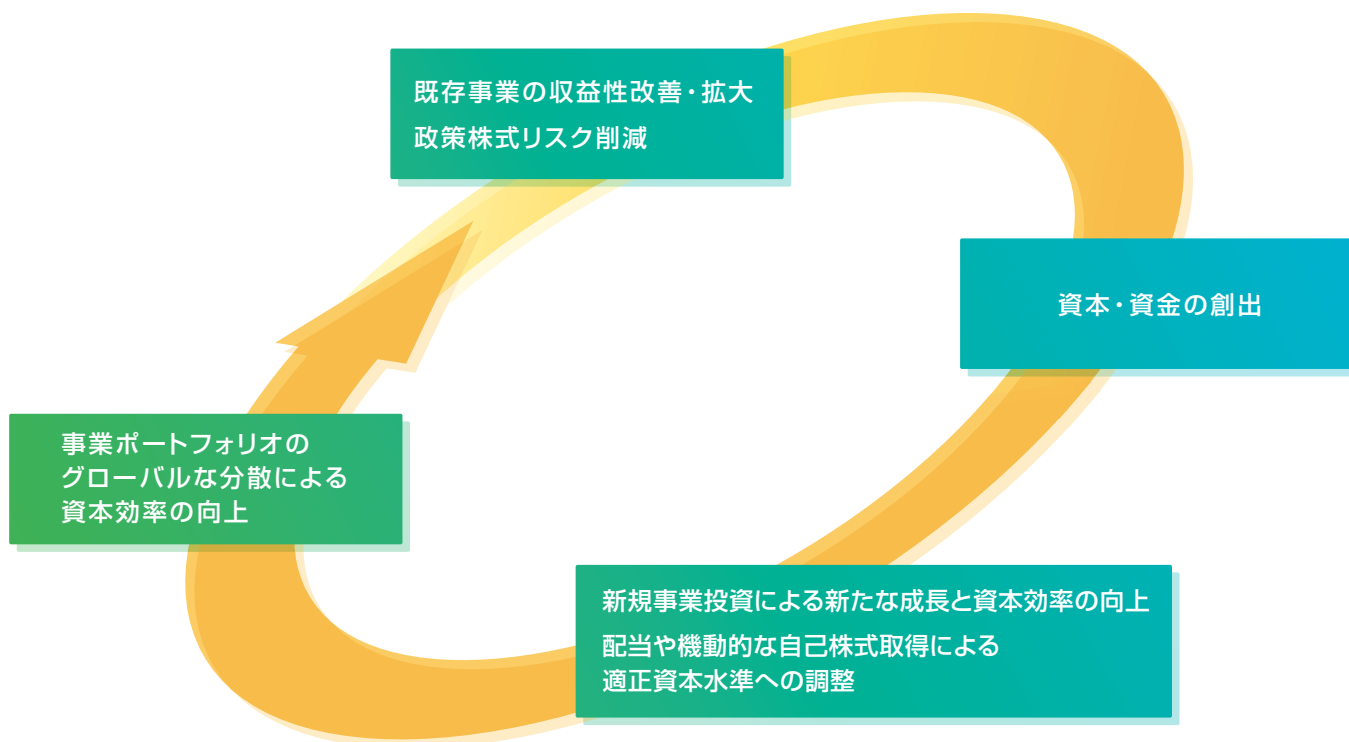 既存事業の収益性改善・拡大
政策株式リスク削減
資本・資金の創出
事業ポートフォリオの
グローバルな分散による
資本効率の向上
新規事業投資による新たな成長と資本効率の向上
配当や機動的な自己株式取得による
適正資本水準への調整